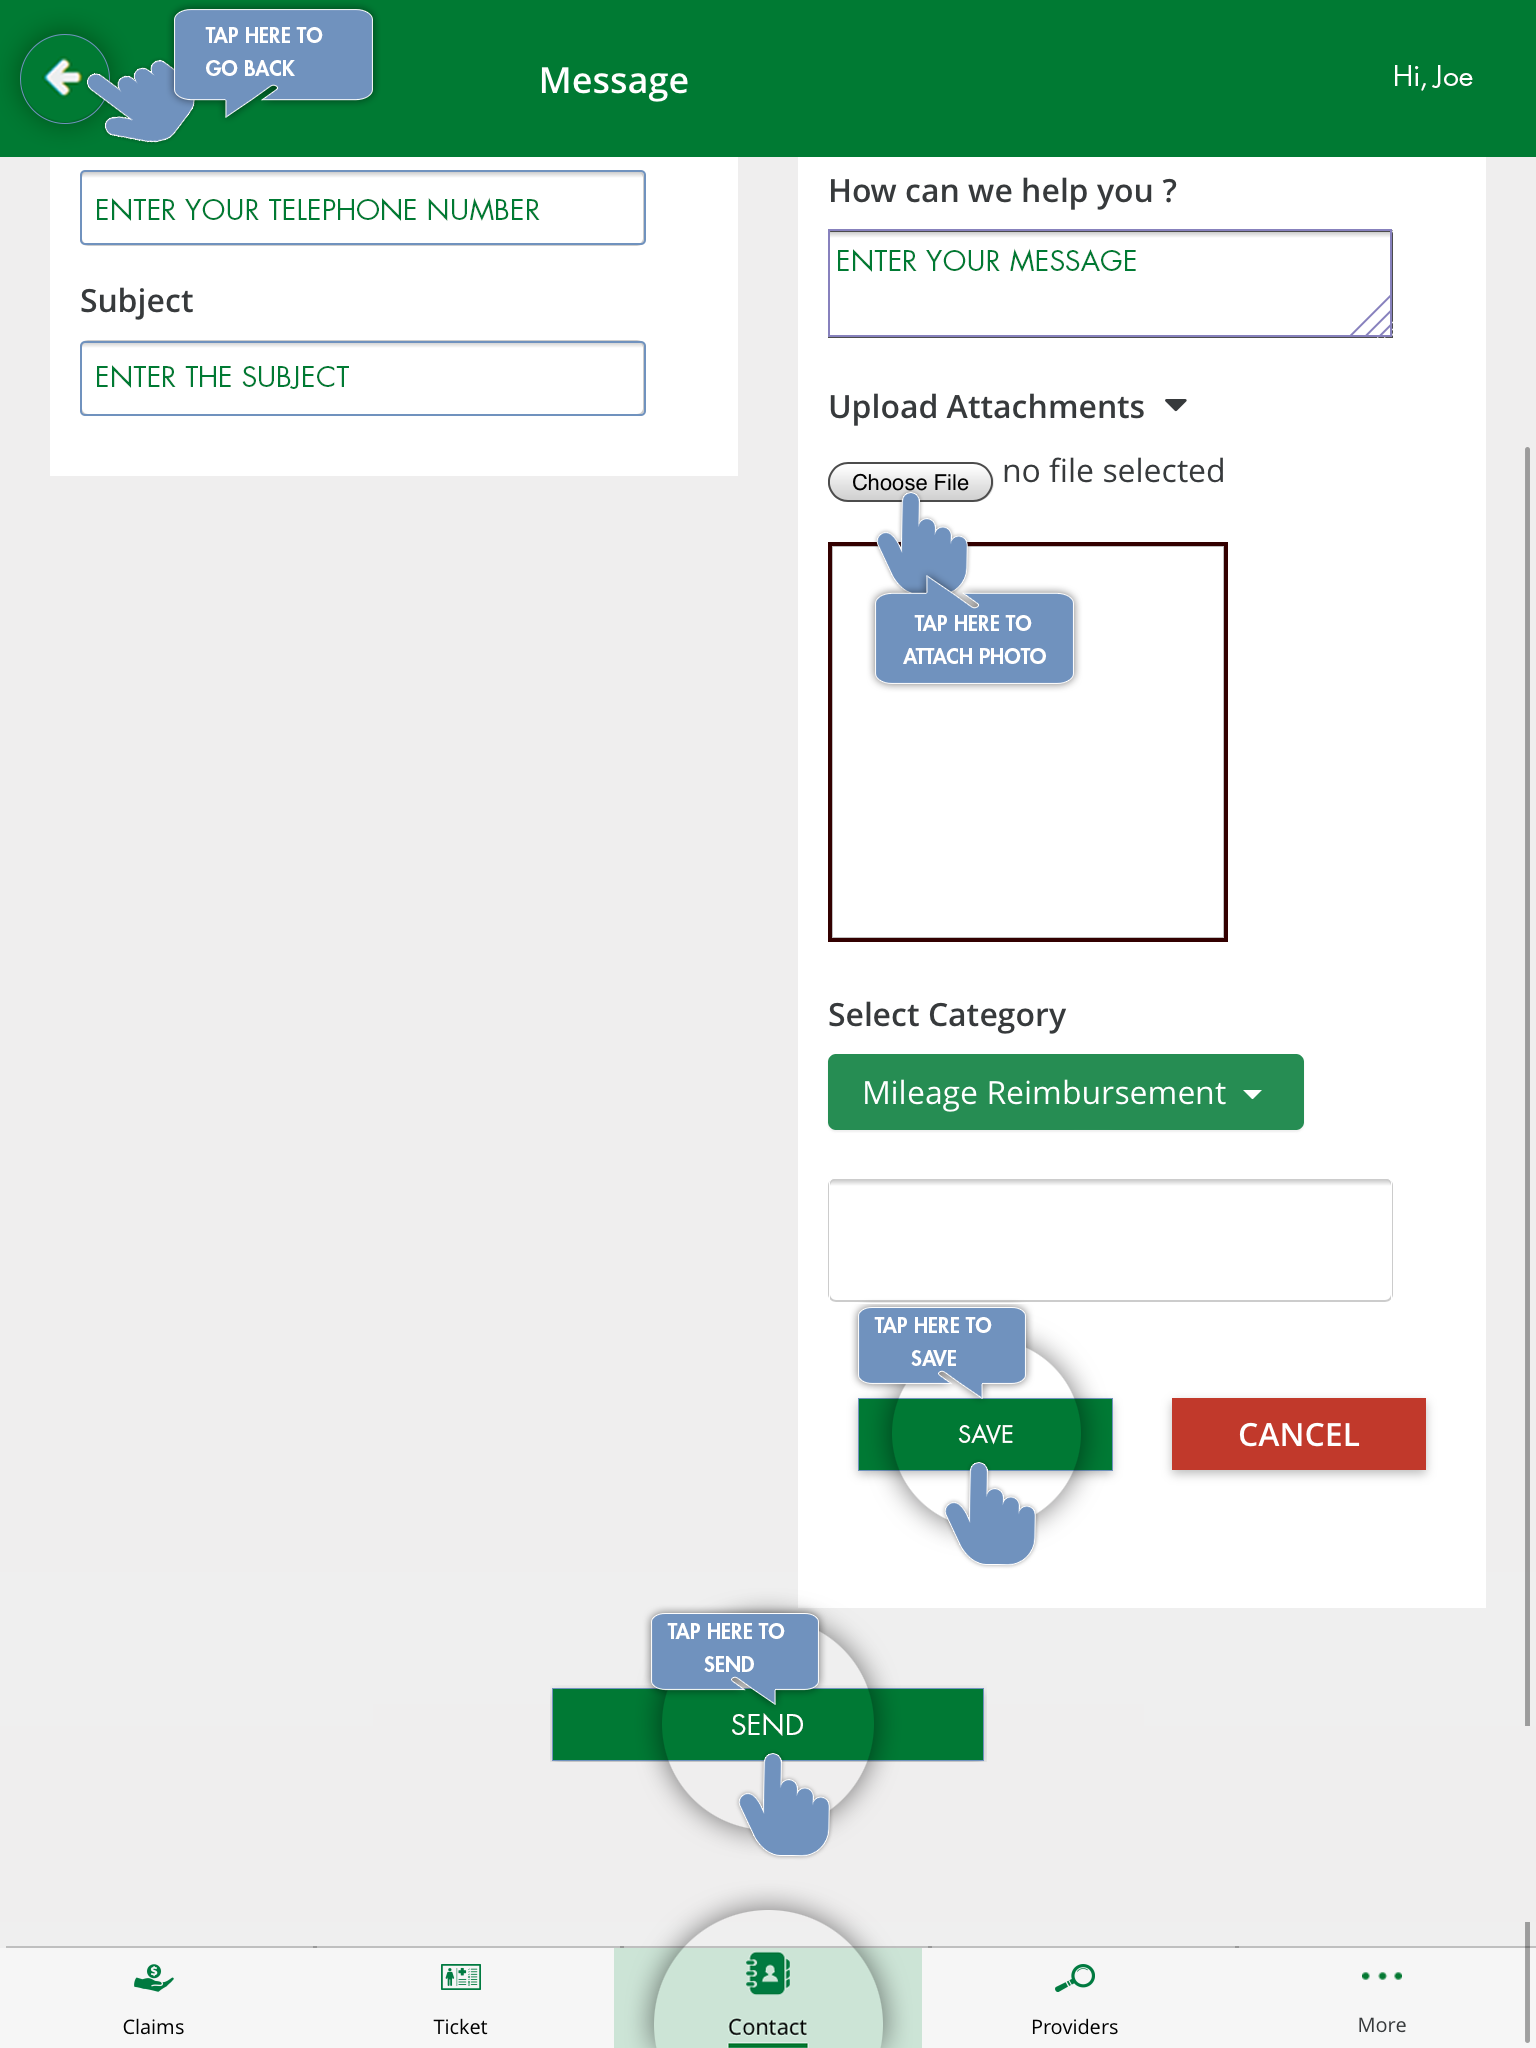 TAP HERE TO
GO BACK
Message
Hi, Joe
ENTER YOUR TELEPHONE NUMBER
Subject
ENTER THE SUBJECT
How can we help you ?
ENTER YOUR MESSAGE
Upload Attachments
Choose File no file selected
TAP HERE TO
ATTACH PHOTO
Select Category
Mileage Reimbursement
TAP HERE TO
SAVE
SAVE
CANCEL
TAP HERE TO
SEND
SEND
Claims
Ticket
Contact
Providers
More